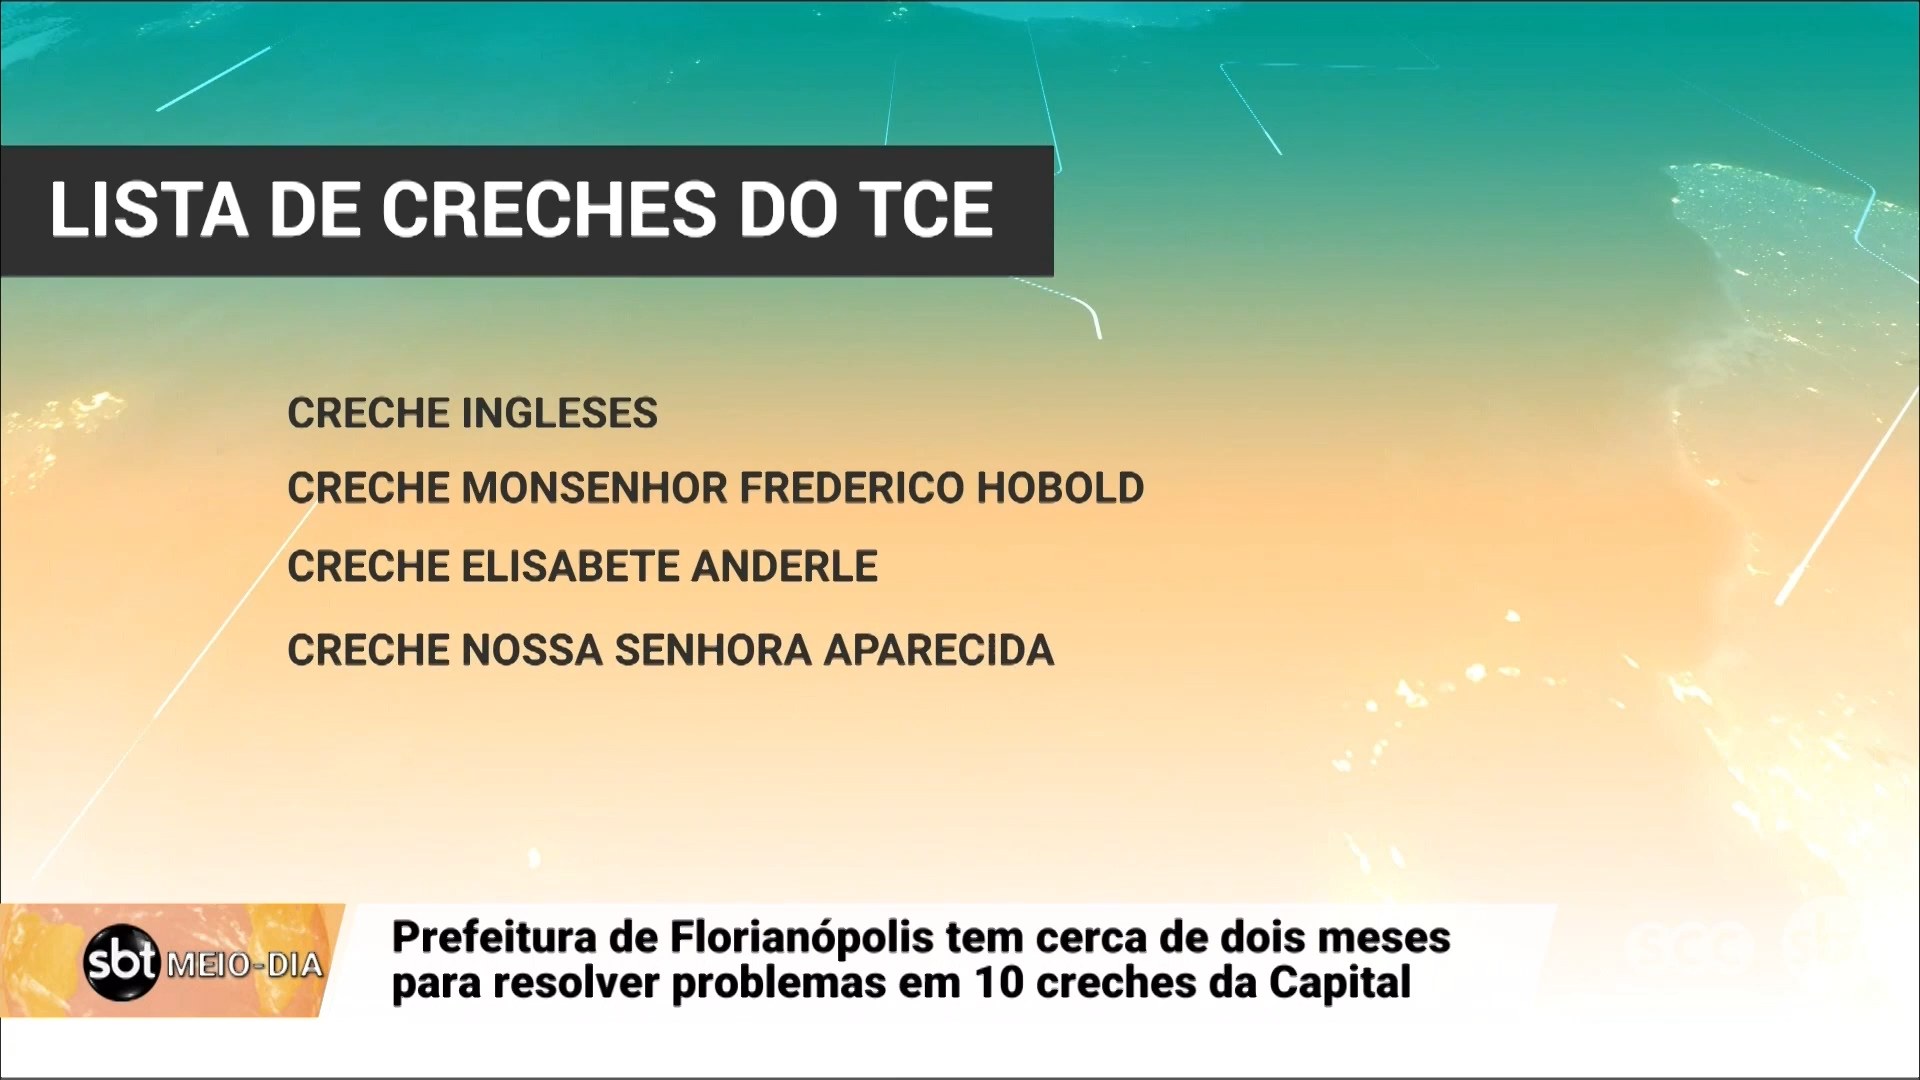 LISTA DE CRECHES DO TCE
CRECHE INGLESES
CRECHE MONSENHOR FREDERICO HOBOLD
CRECHE ELISABETE ANDERLE
CRECHE NOSSA SENHORA APARECIDA
sbt MEIO-DIA
Prefeitura de Florianópolis tem cerca de dois meses
para resolver problemas em 10 creches da Capital